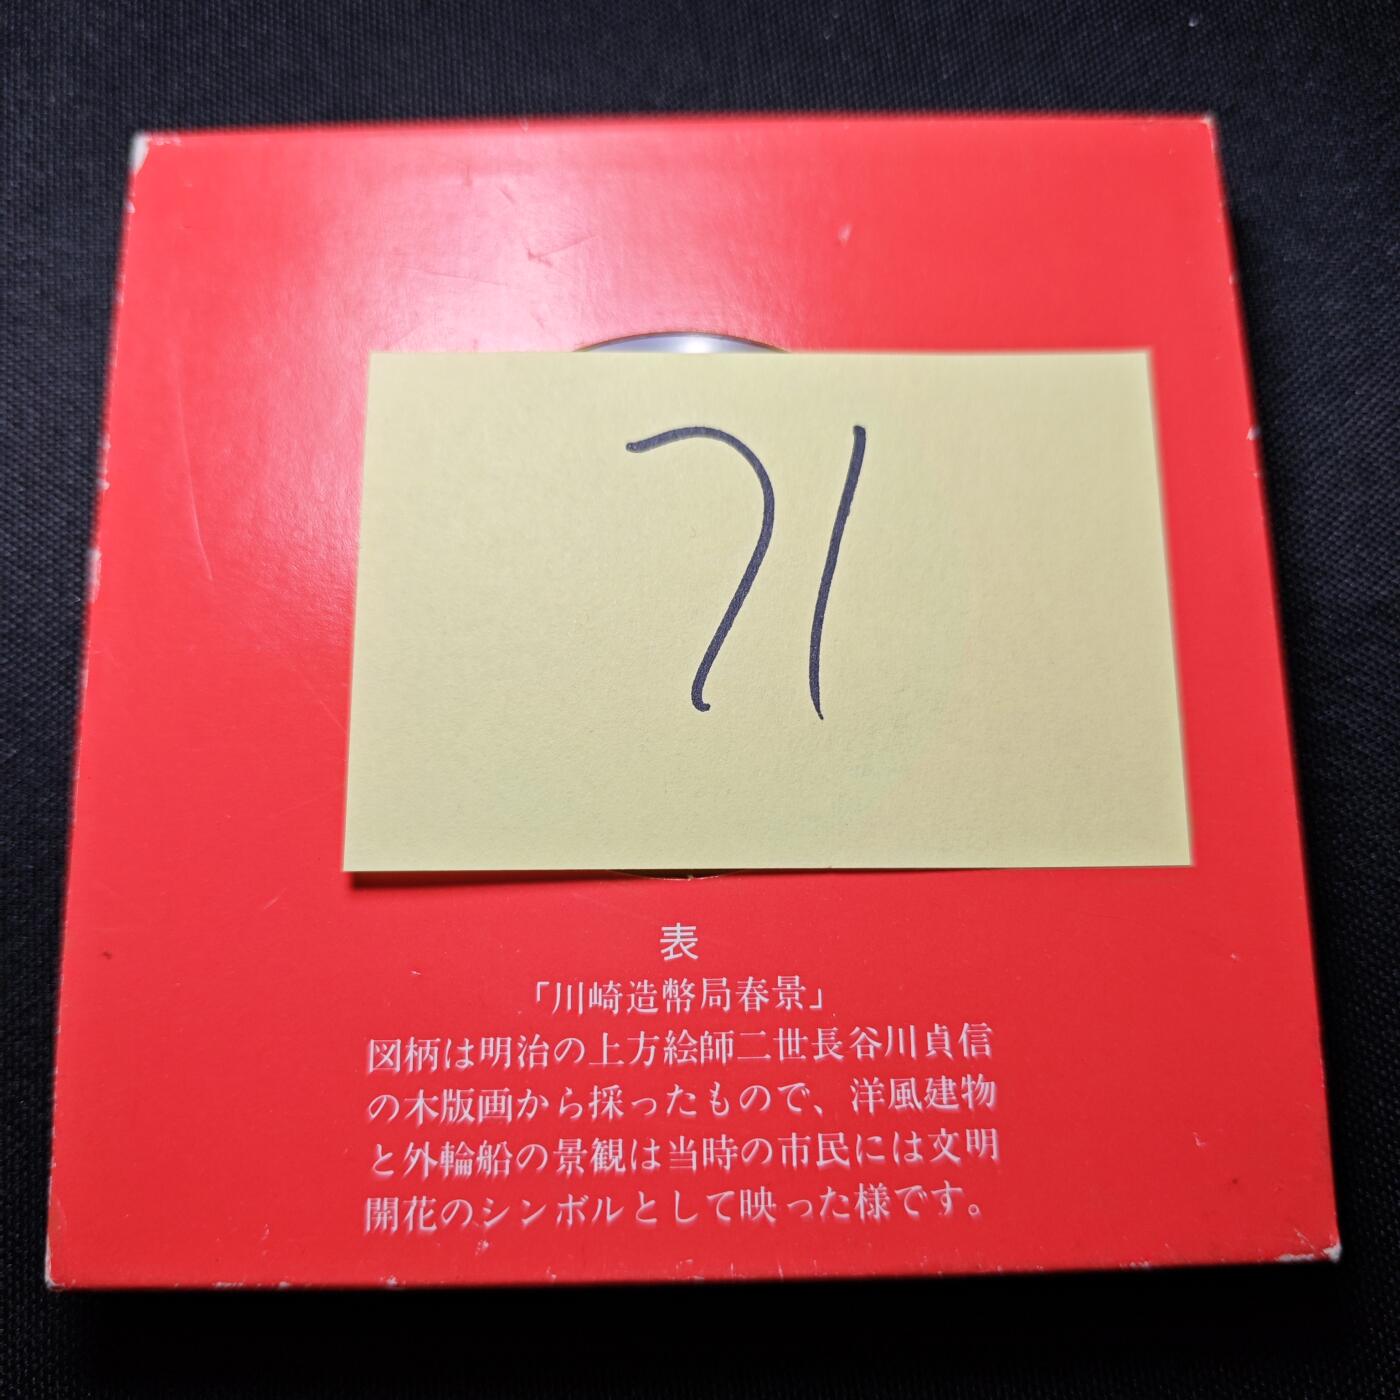 71
表
「川崎造幣局春景」
図柄は明治の上方絵師二世長谷川貞信
の木版画から採ったもので、洋風建物
と外輪船の景観は当時の市民には文明
開花のシンボルとして映った様です。